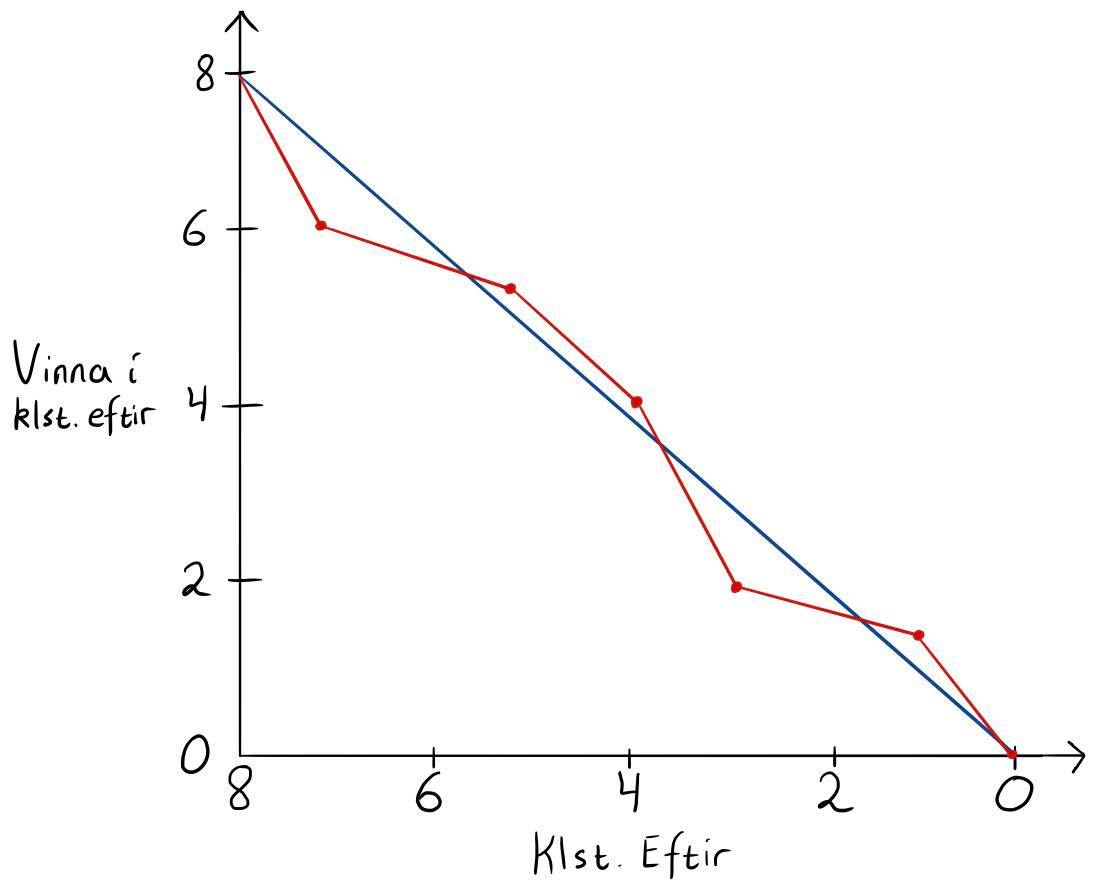 8
6
Vinna í
klst. eftir
4
2
0
8 6 4 2 0
Klst. Eftir